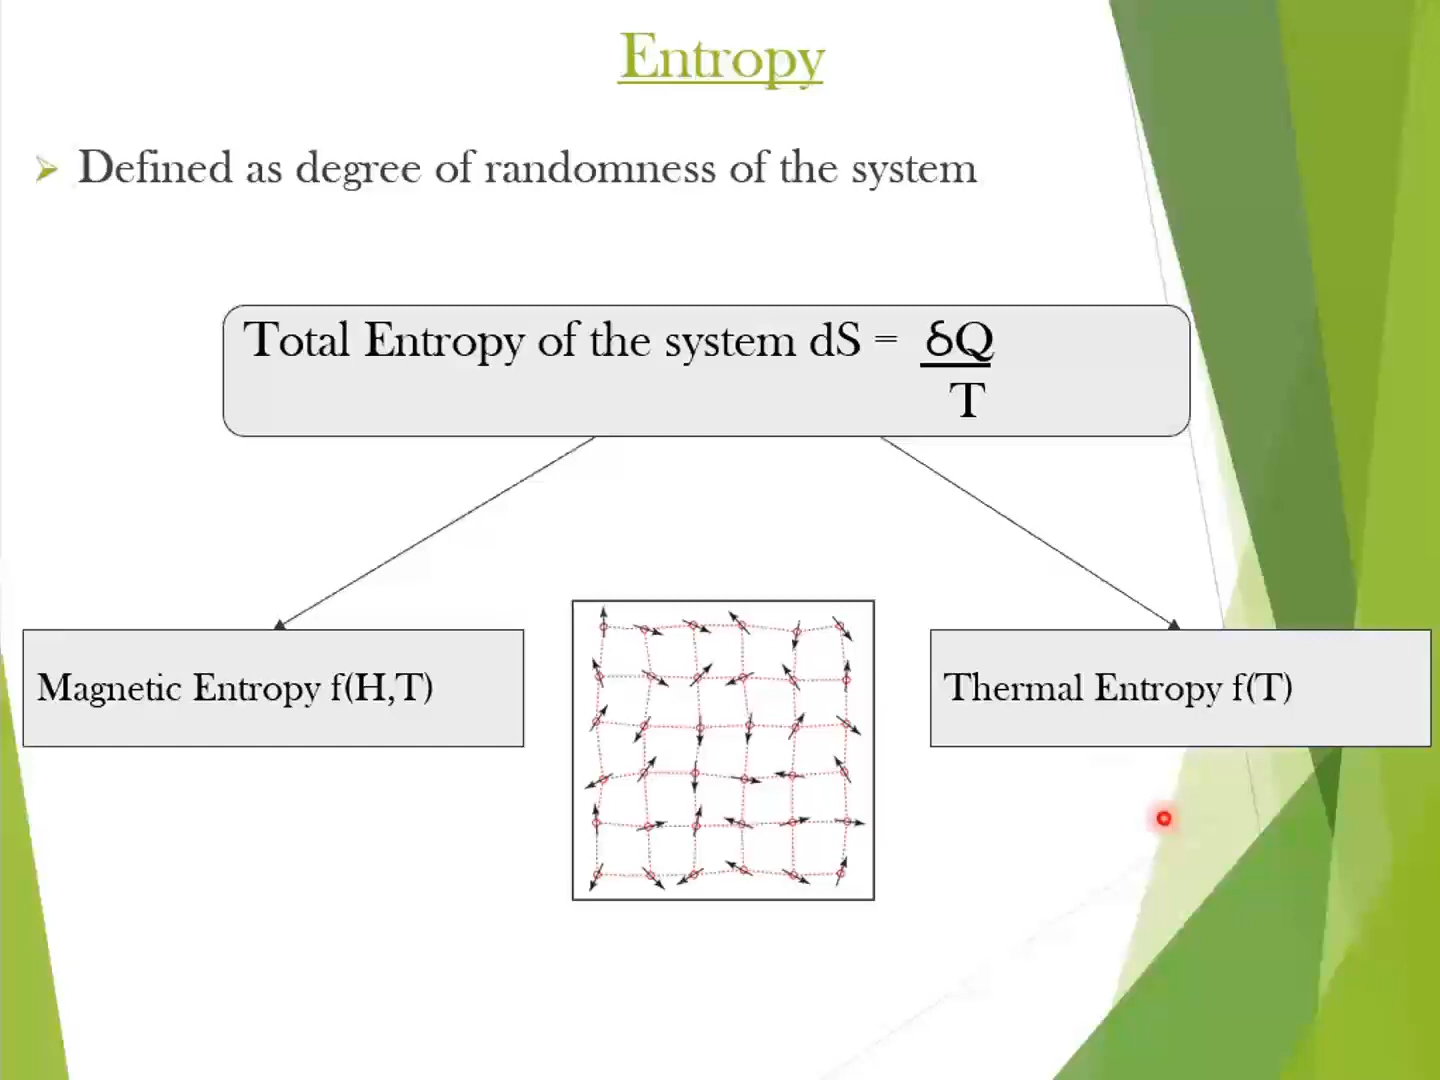 Entropy
Defined as degree of randomness of the system
Total Entropy of the system dS = δQ
T
Magnetic Entropy f(H,T)
Thermal Entropy f(T)